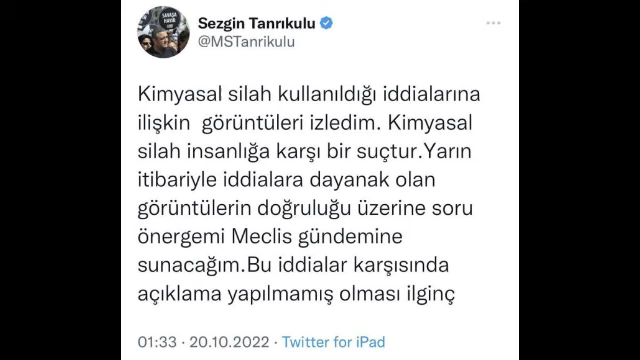 Sezgin Tanrıkulu
@MSTanrikulu
Kimyasal silah kullanıldığı iddialarına
ilişkin görüntüleri izledim. Kimyasal
silah insanlığa karşı bir suçtur.Yarın
itibariyle iddialara dayanak olan
görüntülerin doğruluğu üzerine soru
önergemi Meclis gündemine
sunacağım.Bu iddialar karşısında
açıklama yapılmamış olması ilginç
01:33 · 20.10.2022 · Twitter for iPad